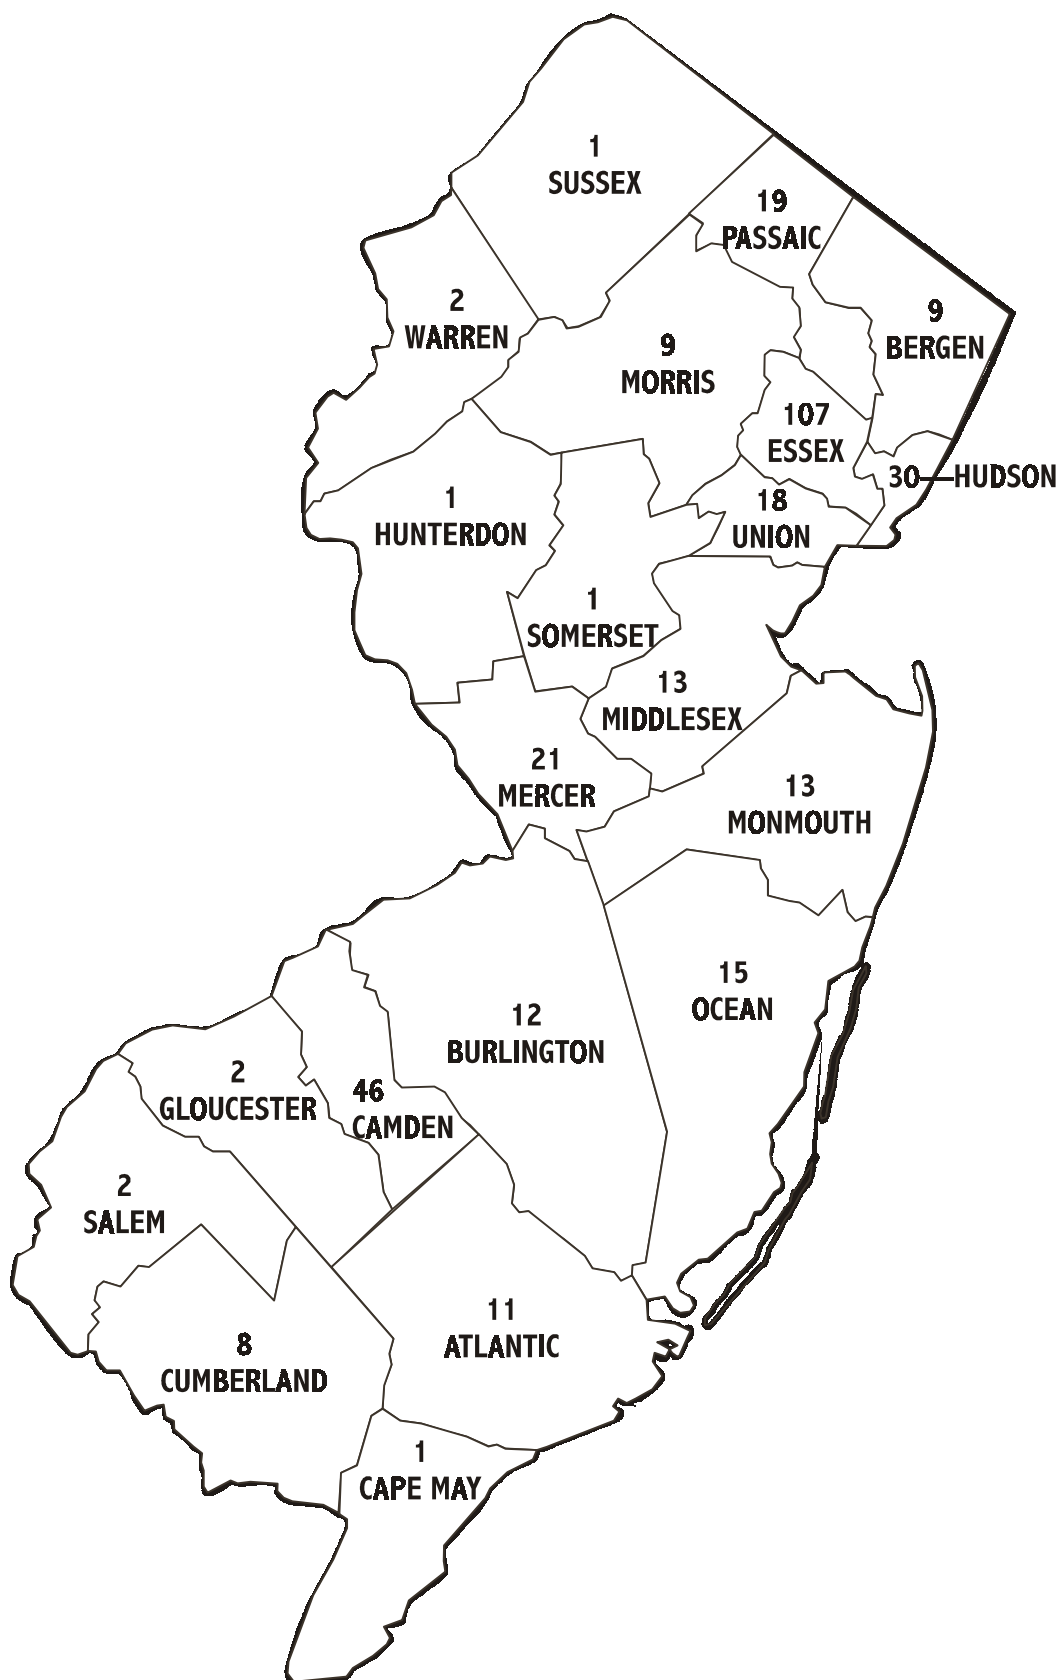 1
SUSSEX
19
PASSAIC
2
WARREN
9
BERGEN
9
MORRIS
107
ESSEX
30—HUDSON
1
HUNTERDON
18
UNION
1
SOMERSET
13
MIDDLESEX
21
MERCER
13
MONMOUTH
15
OCEAN
12
BURLINGTON
2
GLOUCESTER
46
CAMDEN
2
SALEM
11
ATLANTIC
8
CUMBERLAND
1
CAPE MAY